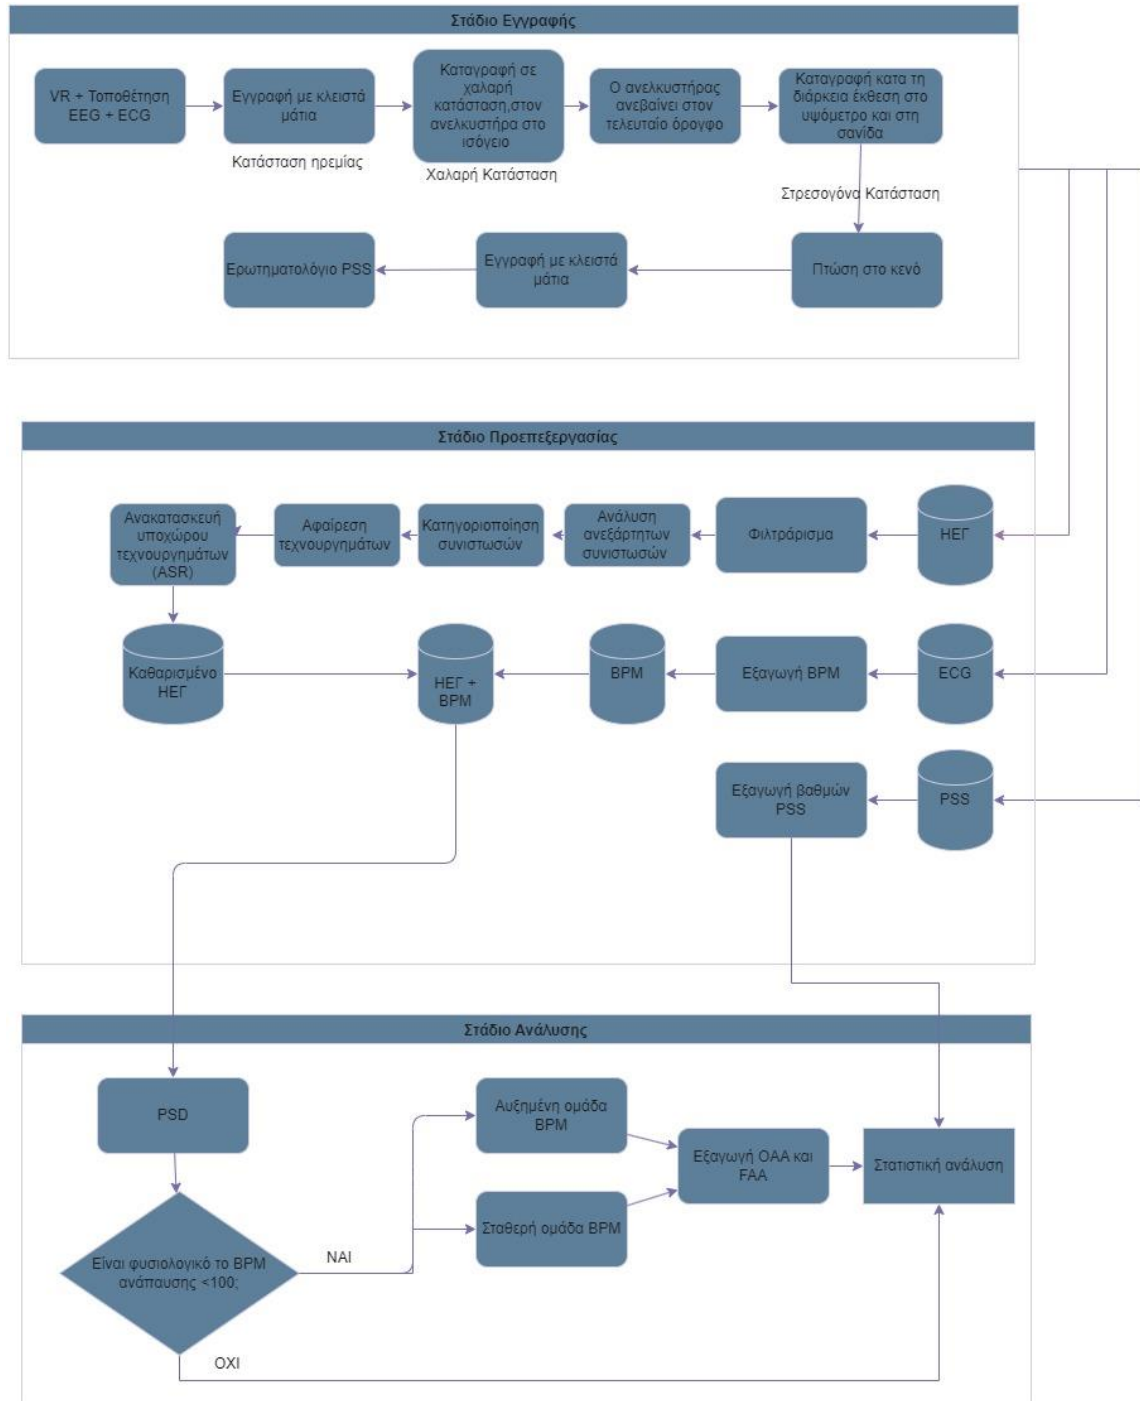 Στάδιο Εγγραφής
VR + Τοποθέτηση
EEG + ECG
Εγγραφή με κλειστά
μάτια
Κατάσταση ηρεμίας
Καταγραφή σε
χαλαρή
κατάσταση,στον
ανελκυστήρα στο
ισόγειο
Χαλαρή Κατάσταση
Ο ανελκυστήρας
ανεβαίνει στον
τελευταίο όρογφο
Καταγραφή κατα τη
διάρκεια έκθεση στο
υψόμετρο και στη
σανίδα
Στρεσογόνα Κατάσταση
Πτώση στο κενό
Εγγραφή με κλειστά
μάτια
Ερωτηματολόγιο PSS
Στάδιο Προεπεξεργασίας
ΗΕΓ
Φιλτράρισμα
Ανάλυση
ανεξάρτητων
συνιστωσών
Κατηγοριοποίηση
συνιστωσών
Αφαίρεση
τεχνουργημάτων
Ανακατασκευή
υποχώρου
τεχνουργημάτων
(ASR)
Καθαρισμένο
ΗΕΓ
ΗΕΓ +
BPM
BPM
Εξαγωγή BPM
ECG
Εξαγωγή βαθμών
PSS
PSS
Στάδιο Ανάλυσης
PSD
Είναι φυσιολογικό το BPM
ανάπαυσης <100;
ΝΑΙ
ΟΧΙ
Αυξημένη ομάδα
BPM
Σταθερή ομάδα BPM
Εξαγωγή OAA και
FAA
Στατιστική ανάλυση